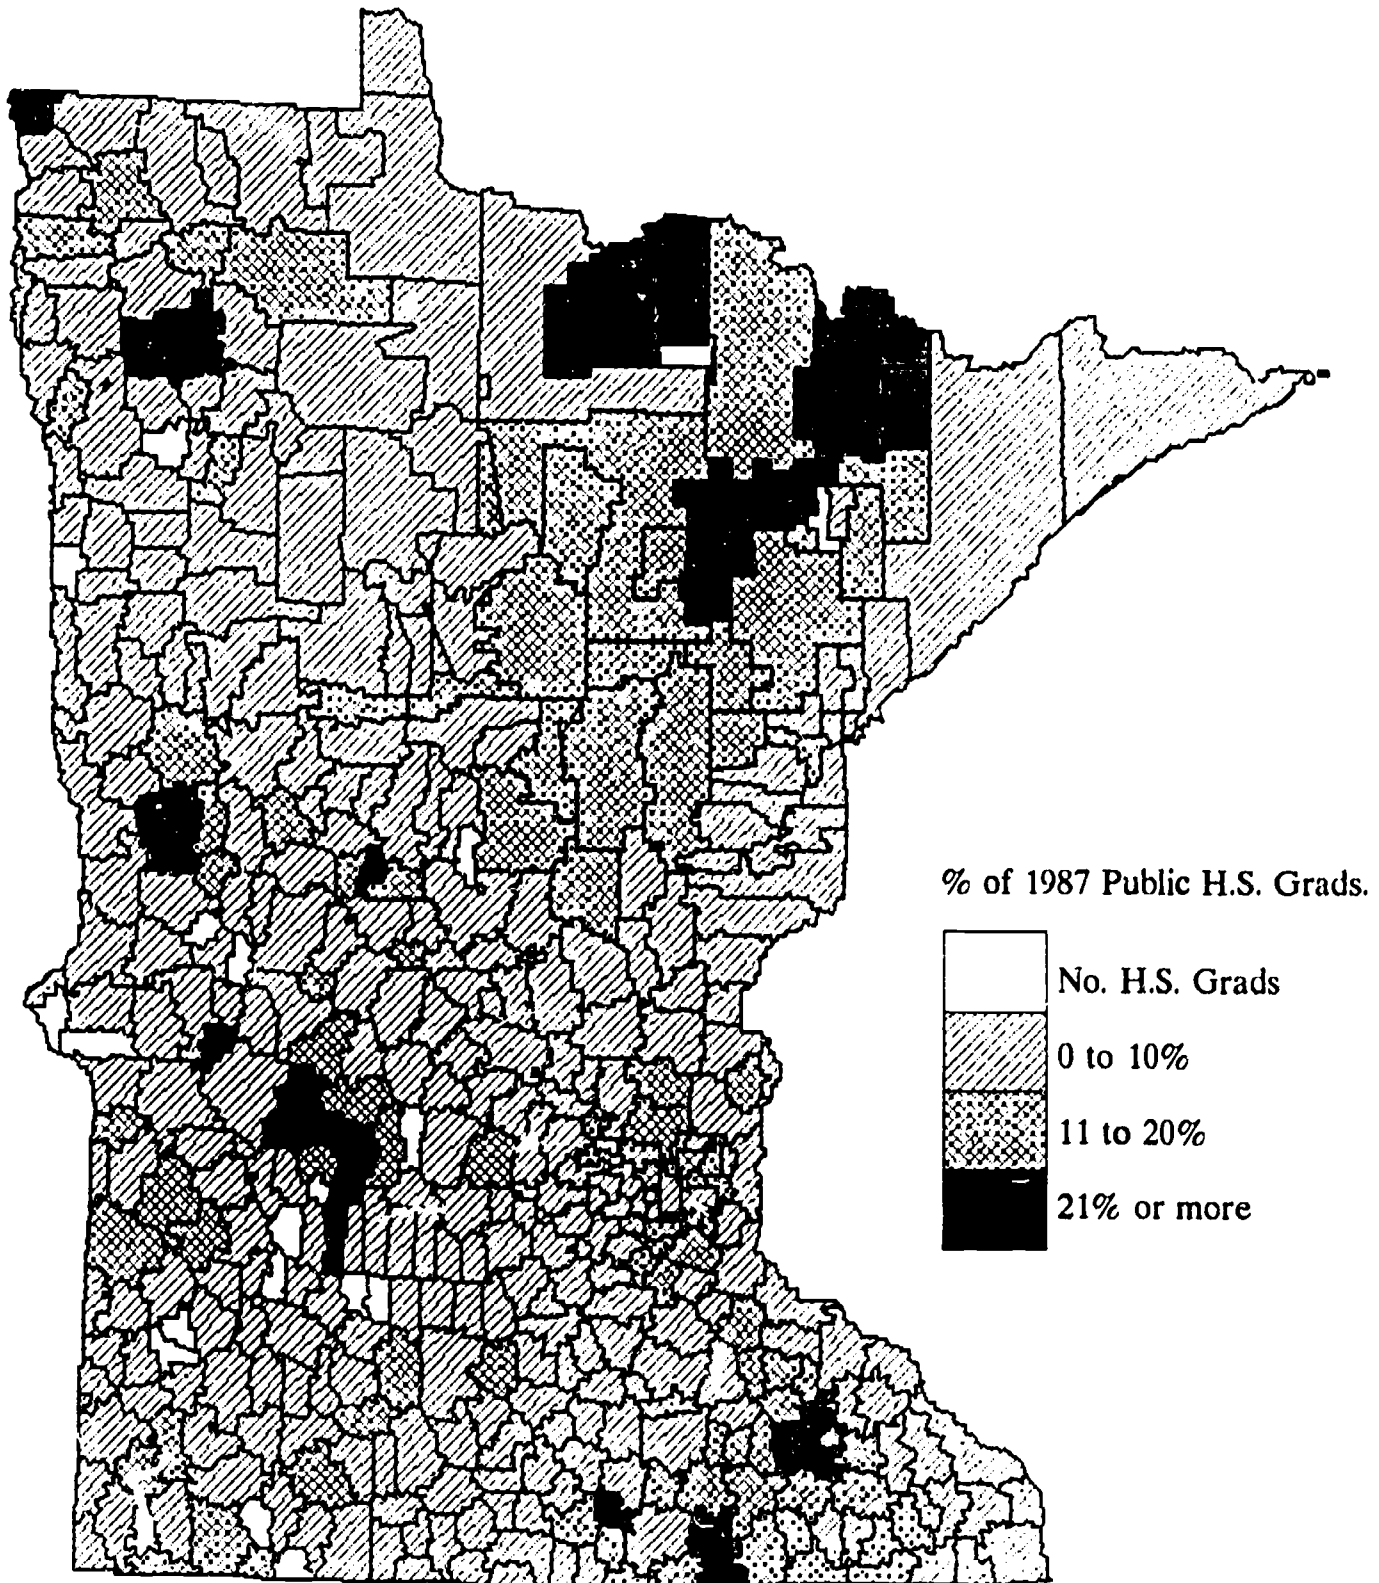 % of 1987 Public H.S. Grads.
No. H.S. Grads
0 to 10%
11 to 20%
21% or more